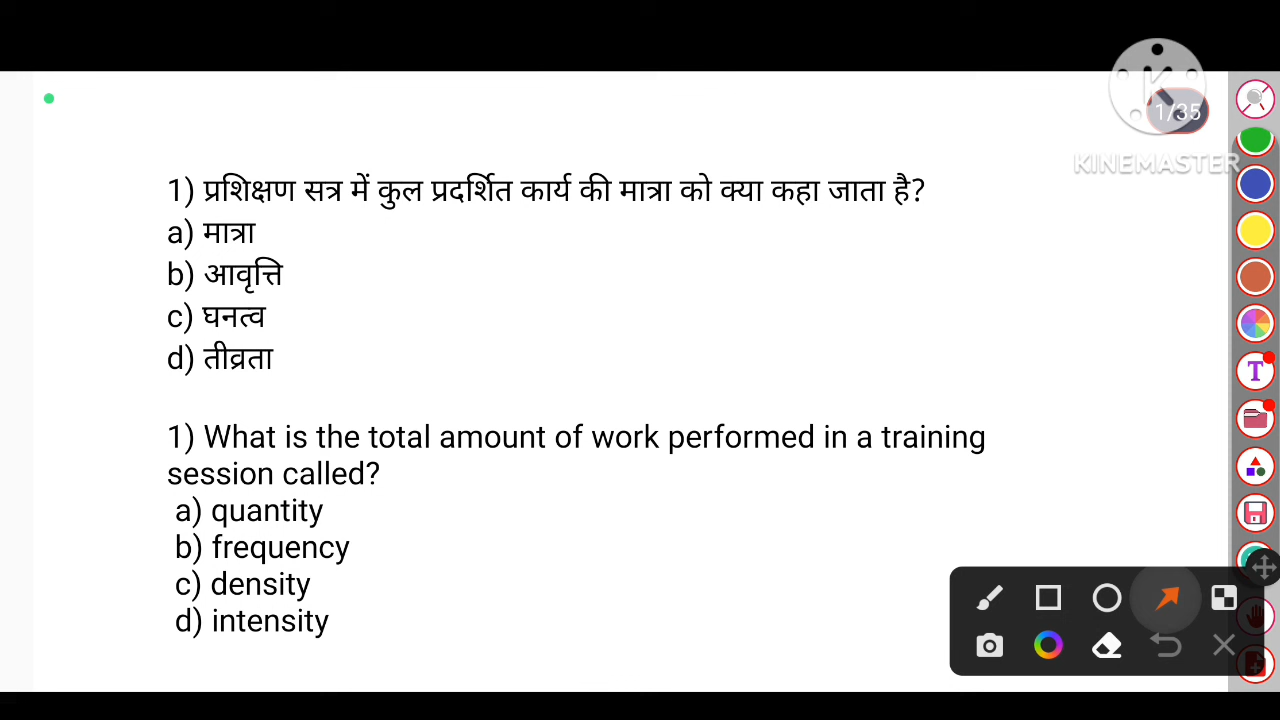 1/35
KINEMASTER
1) प्रशिक्षण सत्र में कुल प्रदर्शित कार्य की मात्रा को क्या कहा जाता है?
a) मात्रा
b) आवृत्ति
c) घनत्व
d) तीव्रता
1) What is the total amount of work performed in a training
session called?
a) quantity
b) frequency
c) density
d) intensity